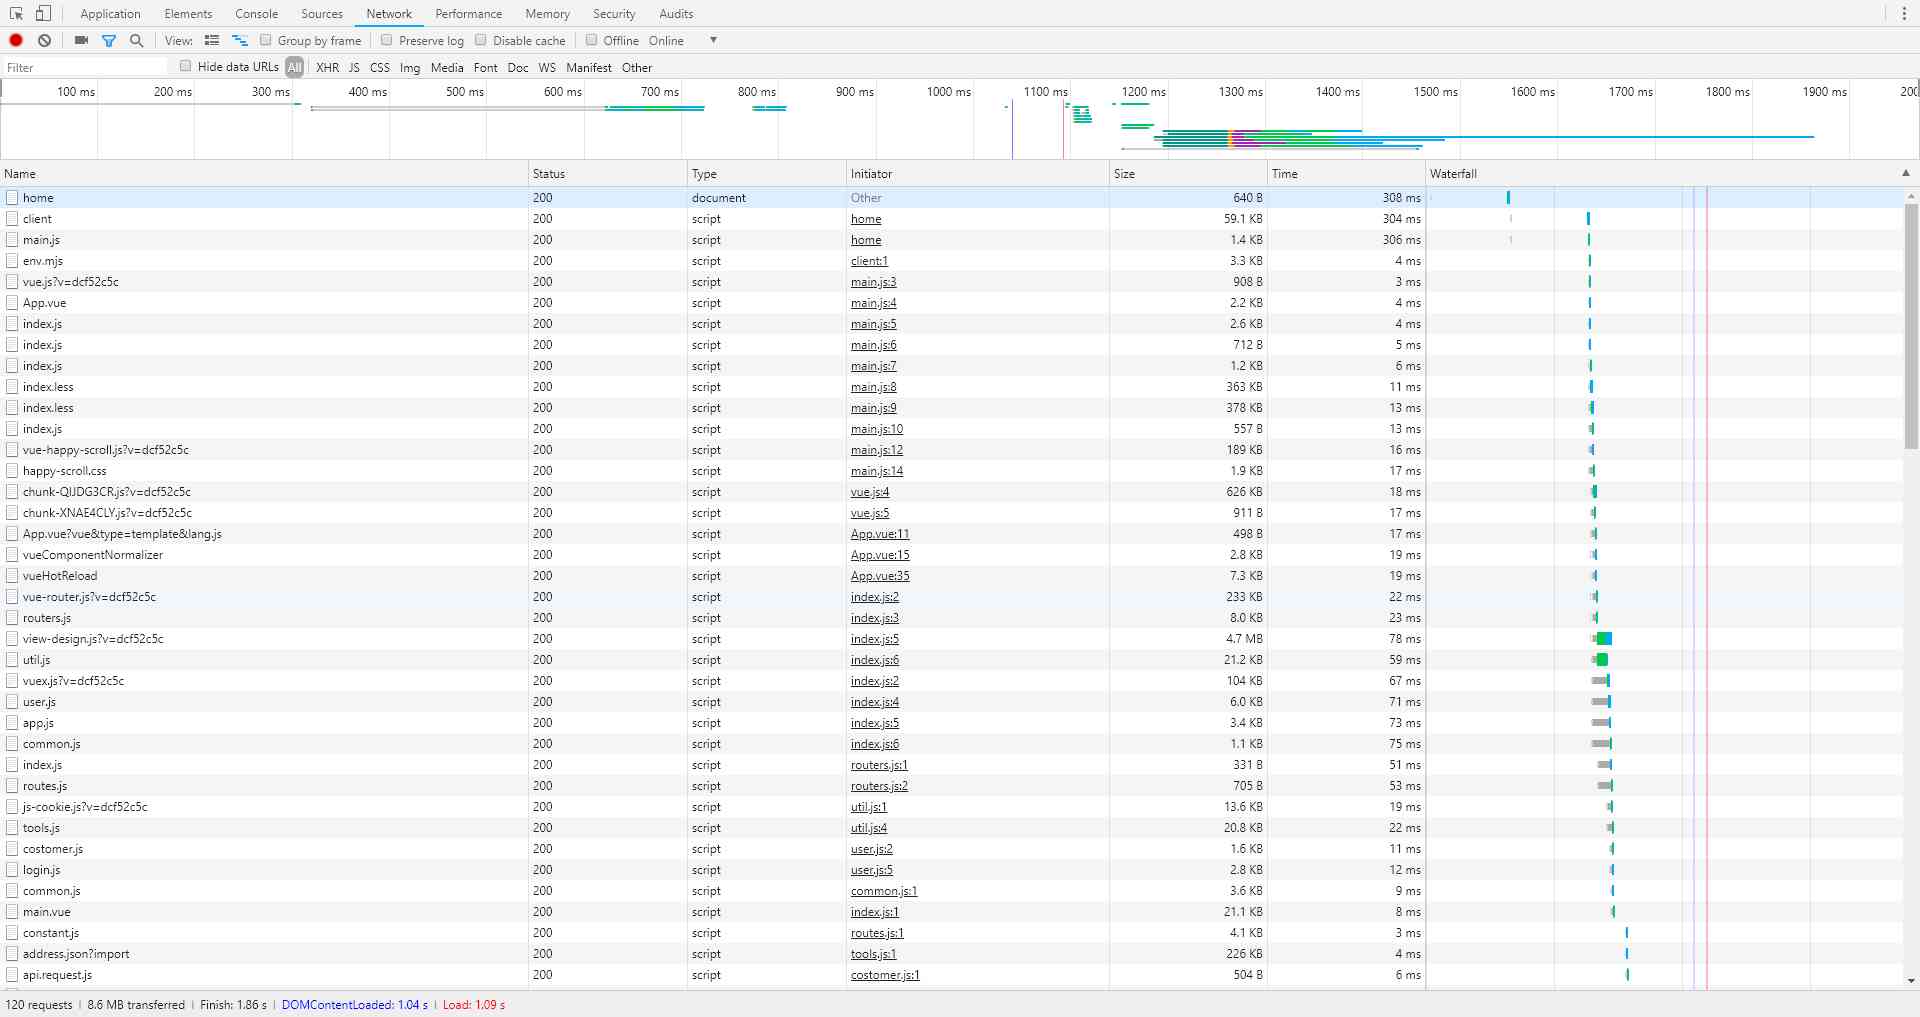 Application Elements Console Sources Network Performance Memory Security Audits
View: Group by frame Preserve log Disable cache Offline Online
Filter Hide data URLs All XHR JS CSS Img Media Font Doc WS Manifest Other
100 ms 200 ms 300 ms 400 ms 500 ms 600 ms 700 ms 800 ms 900 ms 1000 ms 1100 ms 1200 ms 1300 ms 1400 ms 1500 ms 1600 ms 1700 ms 1800 ms 1900 ms 200
Name Status Type Initiator Size Time Waterfall
home 200 document Other 640 B 308 ms
client 200 script home 59.1 KB 304 ms
main.js 200 script home 1.4 KB 306 ms
env.mjs 200 script client:1 3.3 KB 4 ms
vue.js?v=dcf52c5c 200 script main.js:3 908 B 3 ms
App.vue 200 script main.js:4 2.2 KB 4 ms
index.js 200 script main.js:5 2.6 KB 4 ms
index.js 200 script main.js:6 712 B 5 ms
index.js 200 script main.js:7 1.2 KB 6 ms
index.less 200 script main.js:8 363 KB 11 ms
index.less 200 script main.js:9 378 KB 13 ms
index.js 200 script main.js:10 557 B 13 ms
vue-happy-scroll.js?v=dcf52c5c 200 script main.js:12 189 KB 16 ms
happy-scroll.css 200 script main.js:14 1.9 KB 17 ms
chunk-QIJDG3CR.js?v=dcf52c5c 200 script vue.js:4 626 KB 18 ms
chunk-XNAE4CLY.js?v=dcf52c5c 200 script vue.js:5 911 B 17 ms
App.vue?vue&type=template&lang.js 200 script App.vue:11 498 B 17 ms
vueComponentNormalizer 200 script App.vue:15 2.8 KB 19 ms
vueHotReload 200 script App.vue:35 7.3 KB 19 ms
vue-router.js?v=dcf52c5c 200 script index.js:2 233 KB 22 ms
routers.js 200 script index.js:3 8.0 KB 23 ms
view-design.js?v=dcf52c5c 200 script index.js:5 4.7 MB 78 ms
util.js 200 script index.js:6 21.2 KB 59 ms
vuex.js?v=dcf52c5c 200 script index.js:2 104 KB 67 ms
user.js 200 script index.js:4 6.0 KB 71 ms
app.js 200 script index.js:5 3.4 KB 73 ms
common.js 200 script index.js:6 1.1 KB 75 ms
index.js 200 script routers.js:1 331 B 51 ms
routes.js 200 script routers.js:2 705 B 53 ms
js-cookie.js?v=dcf52c5c 200 script util.js:1 13.6 KB 19 ms
tools.js 200 script util.js:4 20.8 KB 22 ms
costomer.js 200 script user.js:2 1.6 KB 11 ms
login.js 200 script user.js:5 2.8 KB 12 ms
common.js 200 script common.js:1 3.6 KB 9 ms
main.vue 200 script index.js:1 21.1 KB 8 ms
constant.js 200 script routes.js:1 4.1 KB 3 ms
address.json?import 200 script tools.js:1 226 KB 4 ms
api.request.js 200 script costomer.js:1 504 B 6 ms
120 requests | 8.6 MB transferred | Finish: 1.86 s | DOMContentLoaded: 1.04 s | Load: 1.09 s